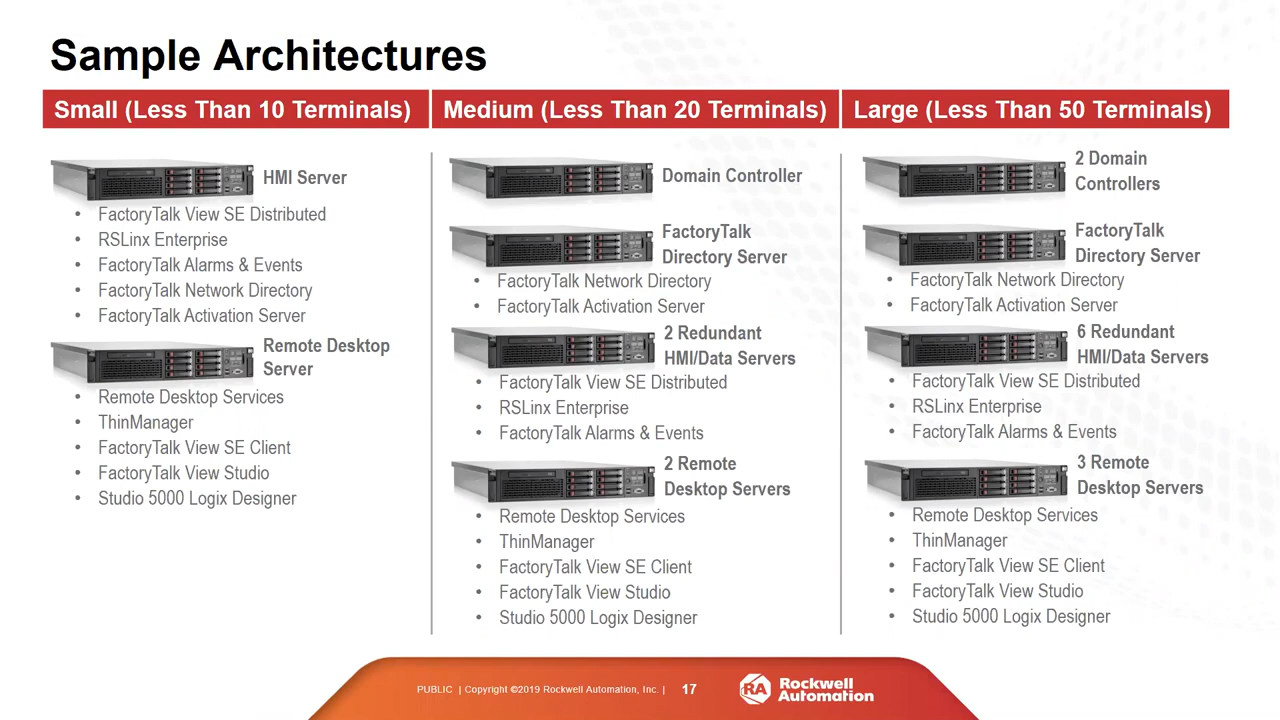 Sample Architectures
Small (Less Than 10 Terminals)
HMI Server
• FactoryTalk View SE Distributed
• RSLinx Enterprise
• FactoryTalk Alarms & Events
• FactoryTalk Network Directory
• FactoryTalk Activation Server
Remote Desktop
Server
• Remote Desktop Services
• ThinManager
• FactoryTalk View SE Client
• FactoryTalk View Studio
• Studio 5000 Logix Designer
Medium (Less Than 20 Terminals)
Domain Controller
FactoryTalk
Directory Server
• FactoryTalk Network Directory
• FactoryTalk Activation Server
2 Redundant
HMI/Data Servers
• FactoryTalk View SE Distributed
• RSLinx Enterprise
• FactoryTalk Alarms & Events
2 Remote
Desktop Servers
• Remote Desktop Services
• ThinManager
• FactoryTalk View SE Client
• FactoryTalk View Studio
• Studio 5000 Logix Designer
Large (Less Than 50 Terminals)
2 Domain
Controllers
FactoryTalk
Directory Server
• FactoryTalk Network Directory
• FactoryTalk Activation Server
6 Redundant
HMI/Data Servers
• FactoryTalk View SE Distributed
• RSLinx Enterprise
• FactoryTalk Alarms & Events
3 Remote
Desktop Servers
• Remote Desktop Services
• ThinManager
• FactoryTalk View SE Client
• FactoryTalk View Studio
• Studio 5000 Logix Designer
PUBLIC | Copyright ©2019 Rockwell Automation, Inc. | 17
RA
Rockwell
Automation